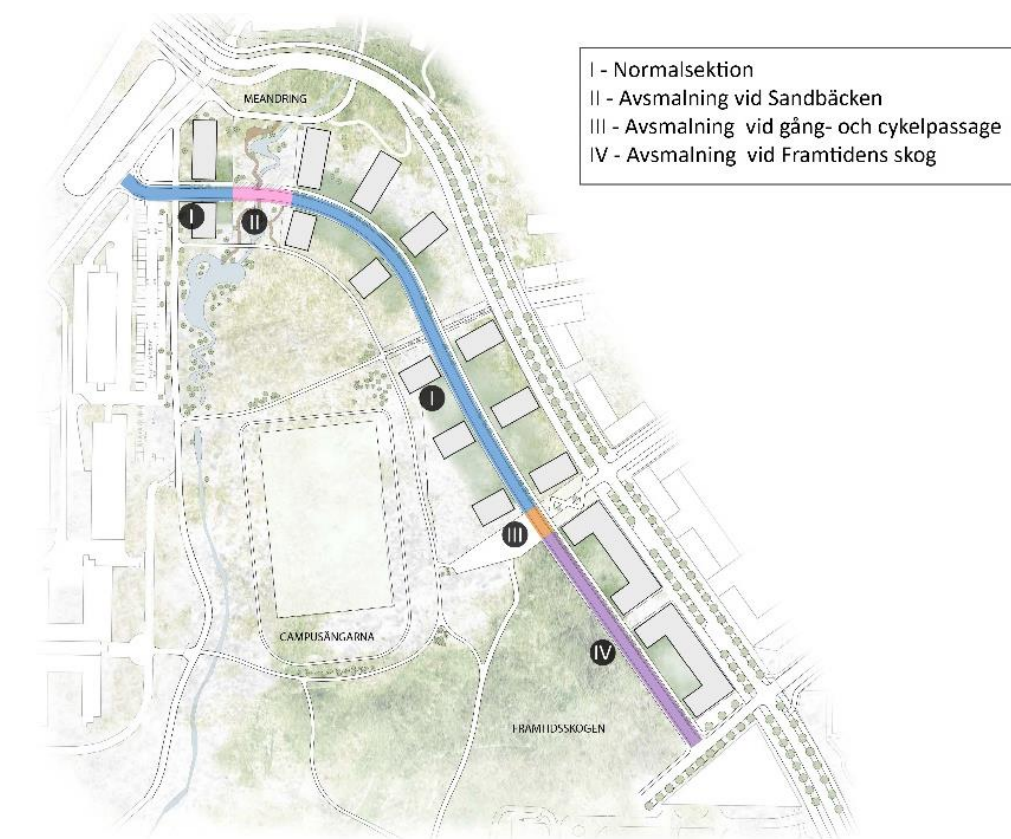 I - Normalsektion
II - Avsmalning vid Sandbäcken
III - Avsmalning vid gång- och cykelpassage
IV - Avsmalning vid Framtidens skog
MEANDRING
I
II
I
III
CAMPUSÄNGARNA
IV
FRAMTIDSSKOGEN